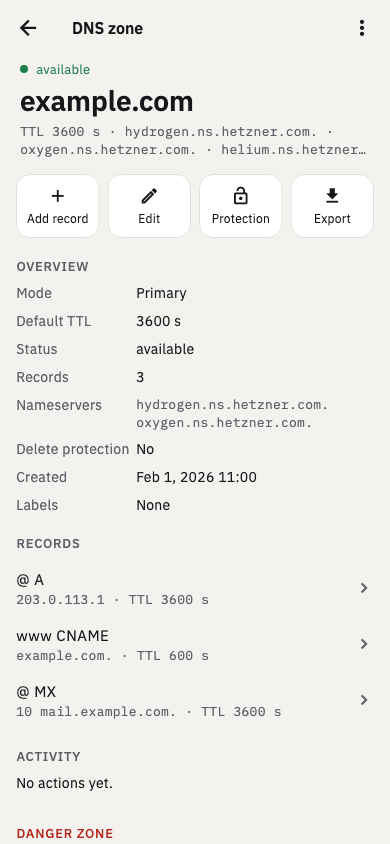 DNS zone
available
example.com
TTL 3600 s · hydrogen.ns.hetzner.com. ·
oxygen.ns.hetzner.com. · helium.ns.hetzner…
Add record
Edit
Protection
Export
OVERVIEW
Mode Primary
Default TTL 3600 s
Status available
Records 3
Nameservers hydrogen.ns.hetzner.com.
oxygen.ns.hetzner.com.
Delete protection No
Created Feb 1, 2026 11:00
Labels None
RECORDS
@ A
203.0.113.1 · TTL 3600 s
www CNAME
example.com. · TTL 600 s
@ MX
10 mail.example.com. · TTL 3600 s
ACTIVITY
No actions yet.
DANGER ZONE